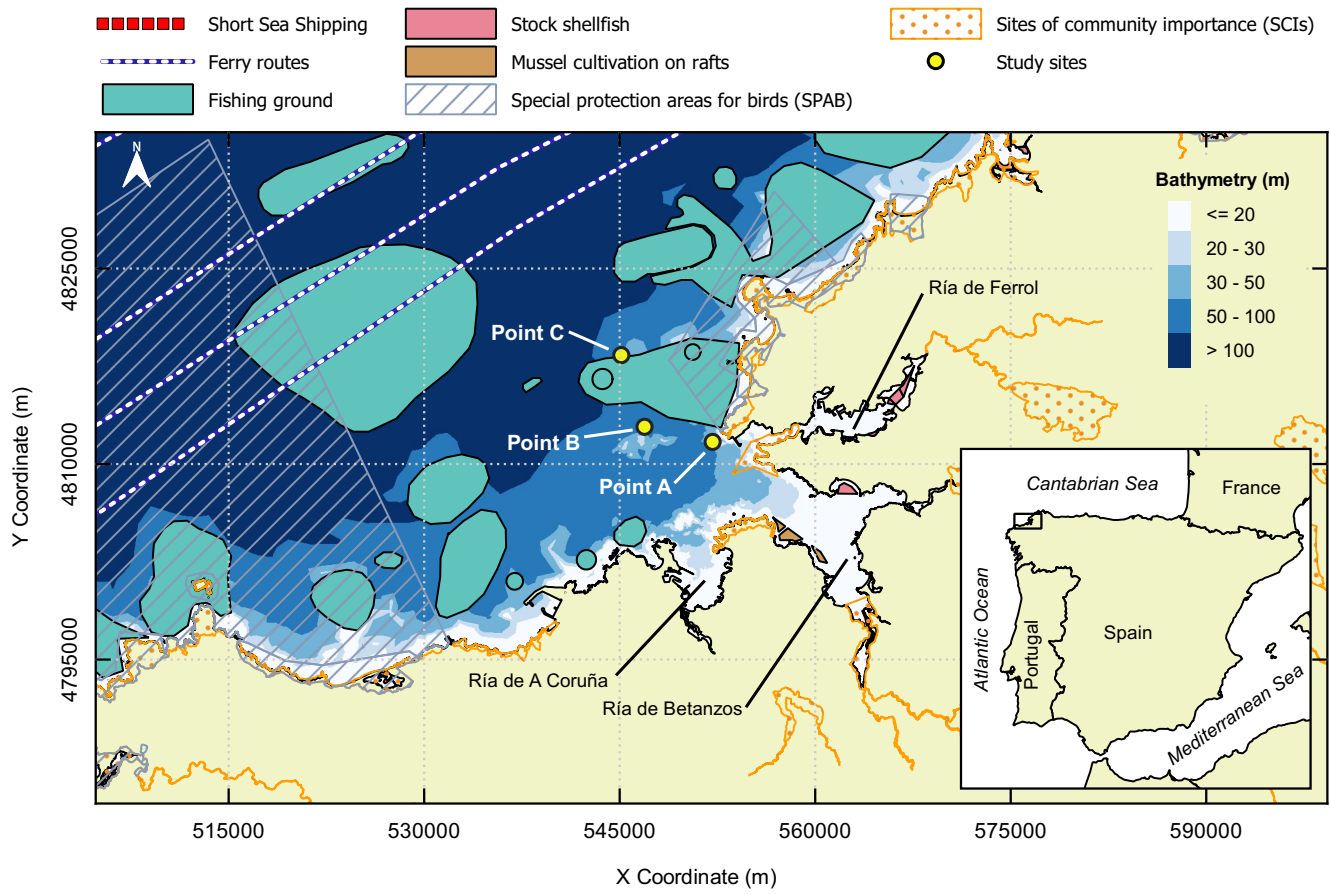 Short Sea Shipping
Ferry routes
Fishing ground
Stock shellfish
Mussel cultivation on rafts
Special protection areas for birds (SPAB)
Sites of community importance (SCIs)
Study sites
N
Bathymetry (m)
<= 20
20 - 30
30 - 50
50 - 100
> 100
Ría de Ferrol
Point C
Point B
Point A
Ría de A Coruña
Ría de Betanzos
Cantabrian Sea
France
Atlantic Ocean
Portugal
Spain
Mediterranean Sea
Y Coordinate (m)
4825000
4810000
4795000
515000
530000
545000
560000
575000
590000
X Coordinate (m)